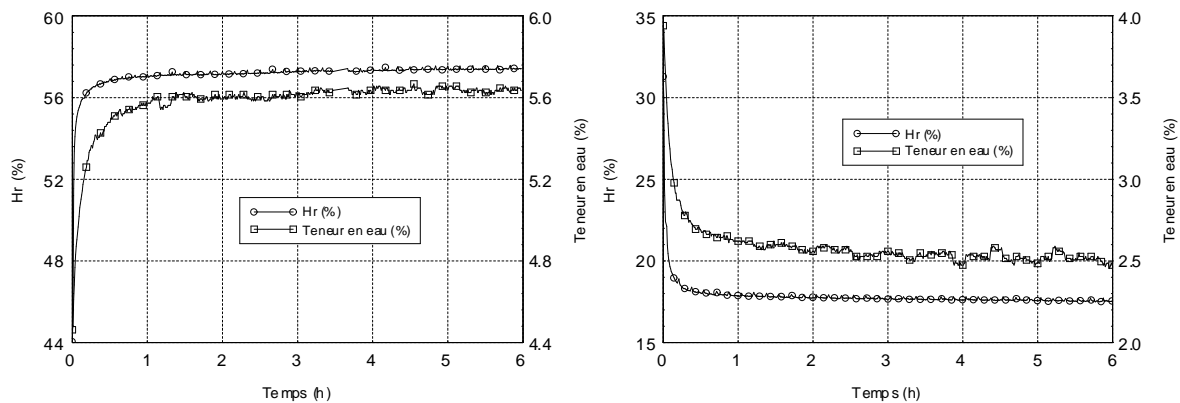 60
56
52
48
44
Hr (%)
6.0
5.6
5.2
4.8
4.4
Teneur en eau (%)
Hr (%)
Teneur en eau (%)
0 1 2 3 4 5 6
Temps (h)
35
30
25
20
15
Hr (%)
4.0
3.5
3.0
2.5
2.0
Teneur en eau (%)
Hr (%)
Teneur en eau (%)
0 1 2 3 4 5 6
Temps (h)